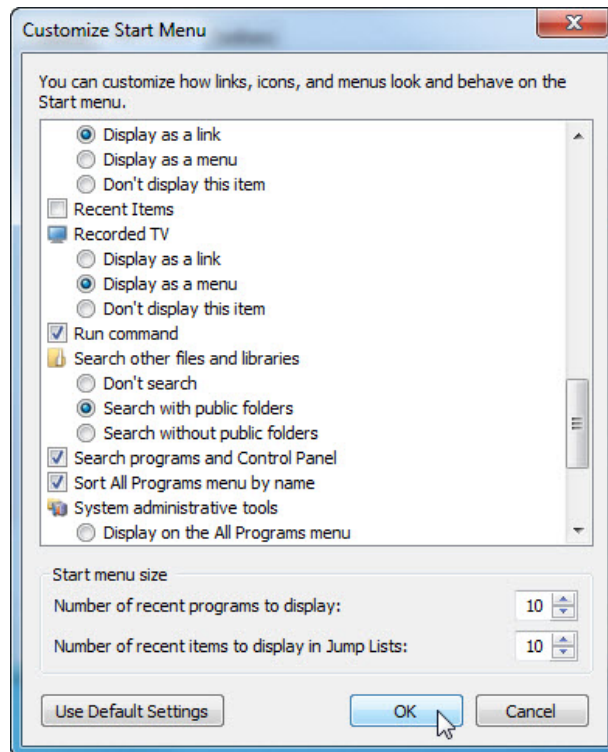 Customize Start Menu
You can customize how links, icons, and menus look and behave on the
Start menu.
Display as a link
Display as a menu
Don't display this item
Recent Items
Recorded TV
Display as a link
Display as a menu
Don't display this item
Run command
Search other files and libraries
Don't search
Search with public folders
Search without public folders
Search programs and Control Panel
Sort All Programs menu by name
System administrative tools
Display on the All Programs menu
Start menu size
Number of recent programs to display: 10
Number of recent items to display in Jump Lists: 10
Use Default Settings OK Cancel